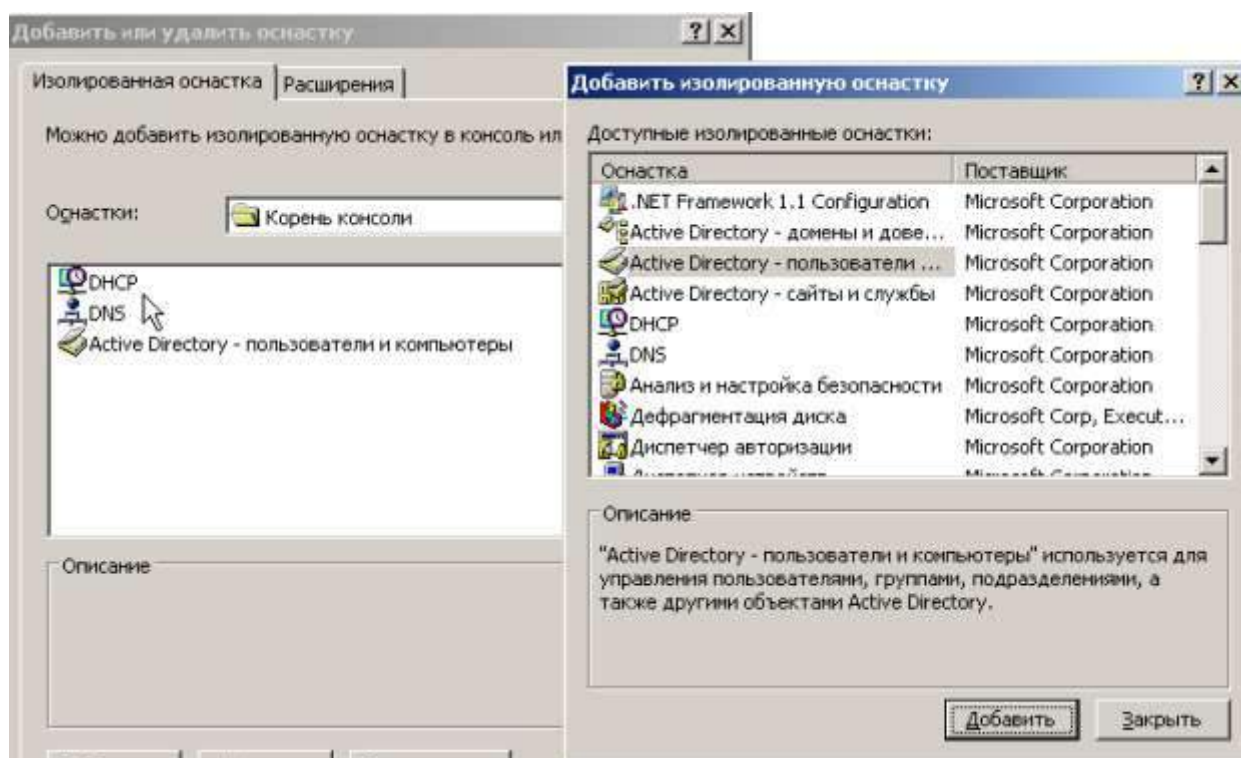 Добавить или удалить оснастку
Изолированная оснастка
Расширения
Можно добавить изолированную оснастку в консоль ил
Оснастки:
Корень консоли
DHCP
DNS
Active Directory - пользователи и компьютеры
Описание
Добавить изолированную оснастку
Доступные изолированные оснастки:
Оснастка Поставщик
.NET Framework 1.1 Configuration Microsoft Corporation
Active Directory - домены и дове... Microsoft Corporation
Active Directory - пользователи ... Microsoft Corporation
Active Directory - сайты и службы Microsoft Corporation
DHCP Microsoft Corporation
DNS Microsoft Corporation
Анализ и настройка безопасности Microsoft Corporation
Дефрагментация диска Microsoft Corp, Execut...
Диспетчер авторизации Microsoft Corporation
Описание
"Active Directory - пользователи и компьютеры" используется для
управления пользователями, группами, подразделениями, а
также другими объектами Active Directory.
Добавить
Закрыть